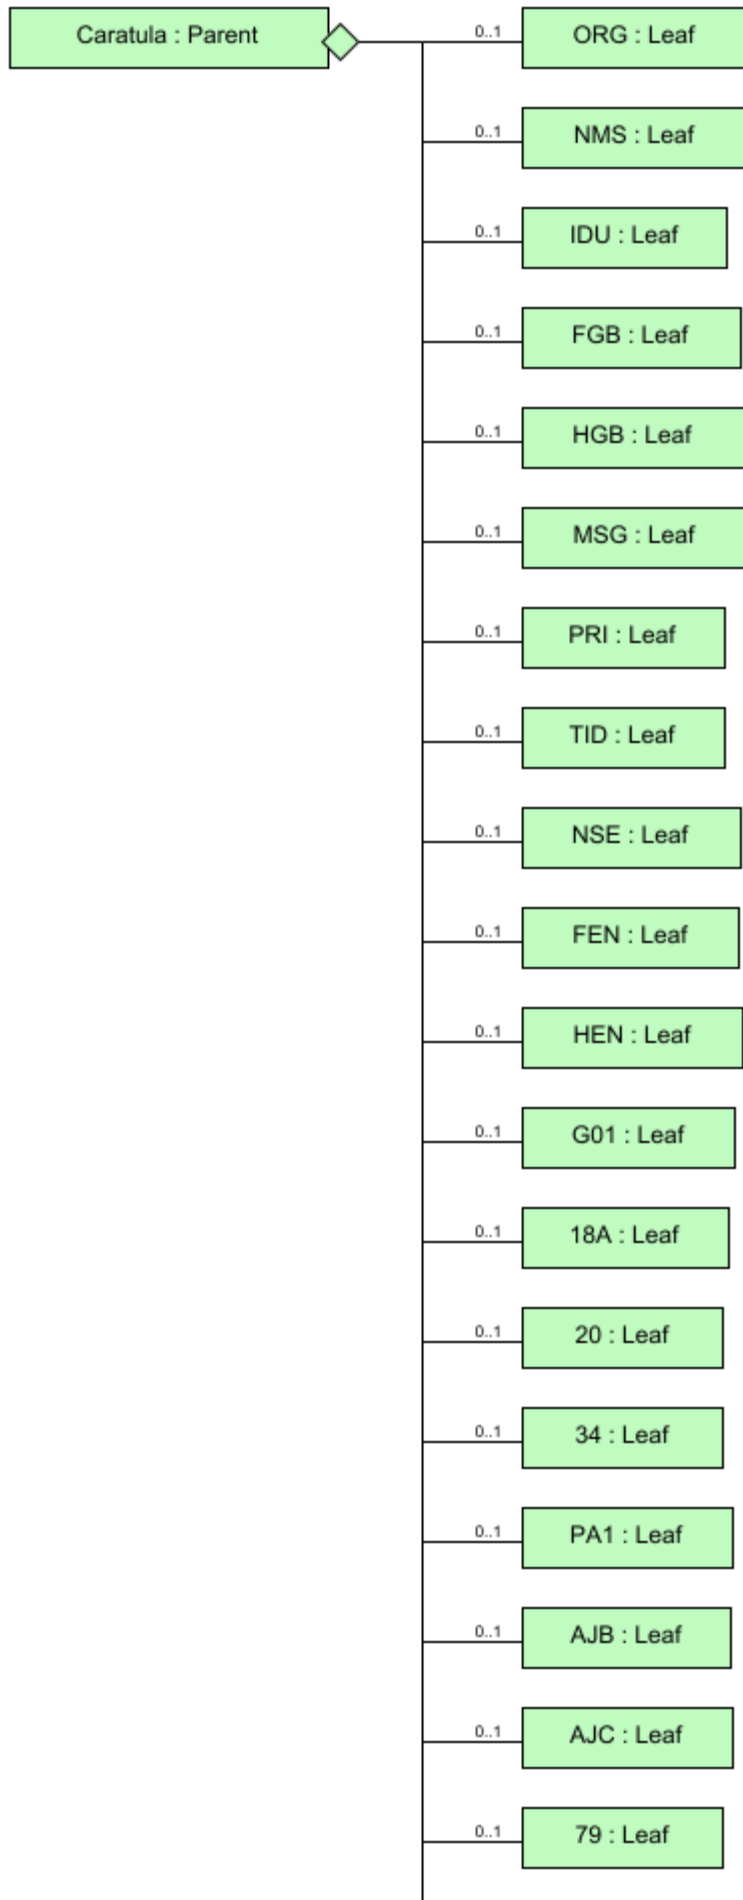 Caratula : Parent
0..1 ORG : Leaf
0..1 NMS : Leaf
0..1 IDU : Leaf
0..1 FGB : Leaf
0..1 HGB : Leaf
0..1 MSG : Leaf
0..1 PRI : Leaf
0..1 TID : Leaf
0..1 NSE : Leaf
0..1 FEN : Leaf
0..1 HEN : Leaf
0..1 G01 : Leaf
0..1 18A : Leaf
0..1 20 : Leaf
0..1 34 : Leaf
0..1 PA1 : Leaf
0..1 AJB : Leaf
0..1 AJC : Leaf
0..1 79 : Leaf